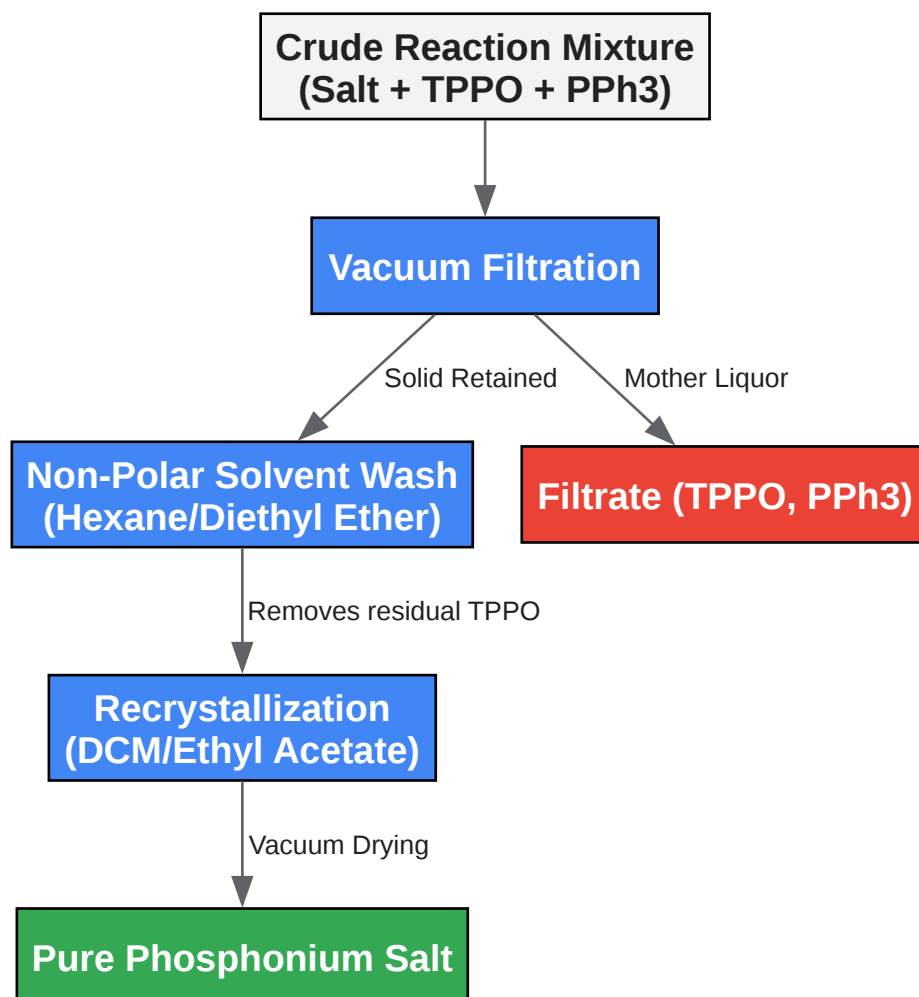 Crude Reaction Mixture
(Salt + TPPO + PPh3)
Vacuum Filtration
Solid Retained
Mother Liquor
Non-Polar Solvent Wash
(Hexane/Diethyl Ether)
Filtrate (TPPO, PPh3)
Removes residual TPPO
Recrystallization
(DCM/Ethyl Acetate)
Vacuum Drying
Pure Phosphonium Salt